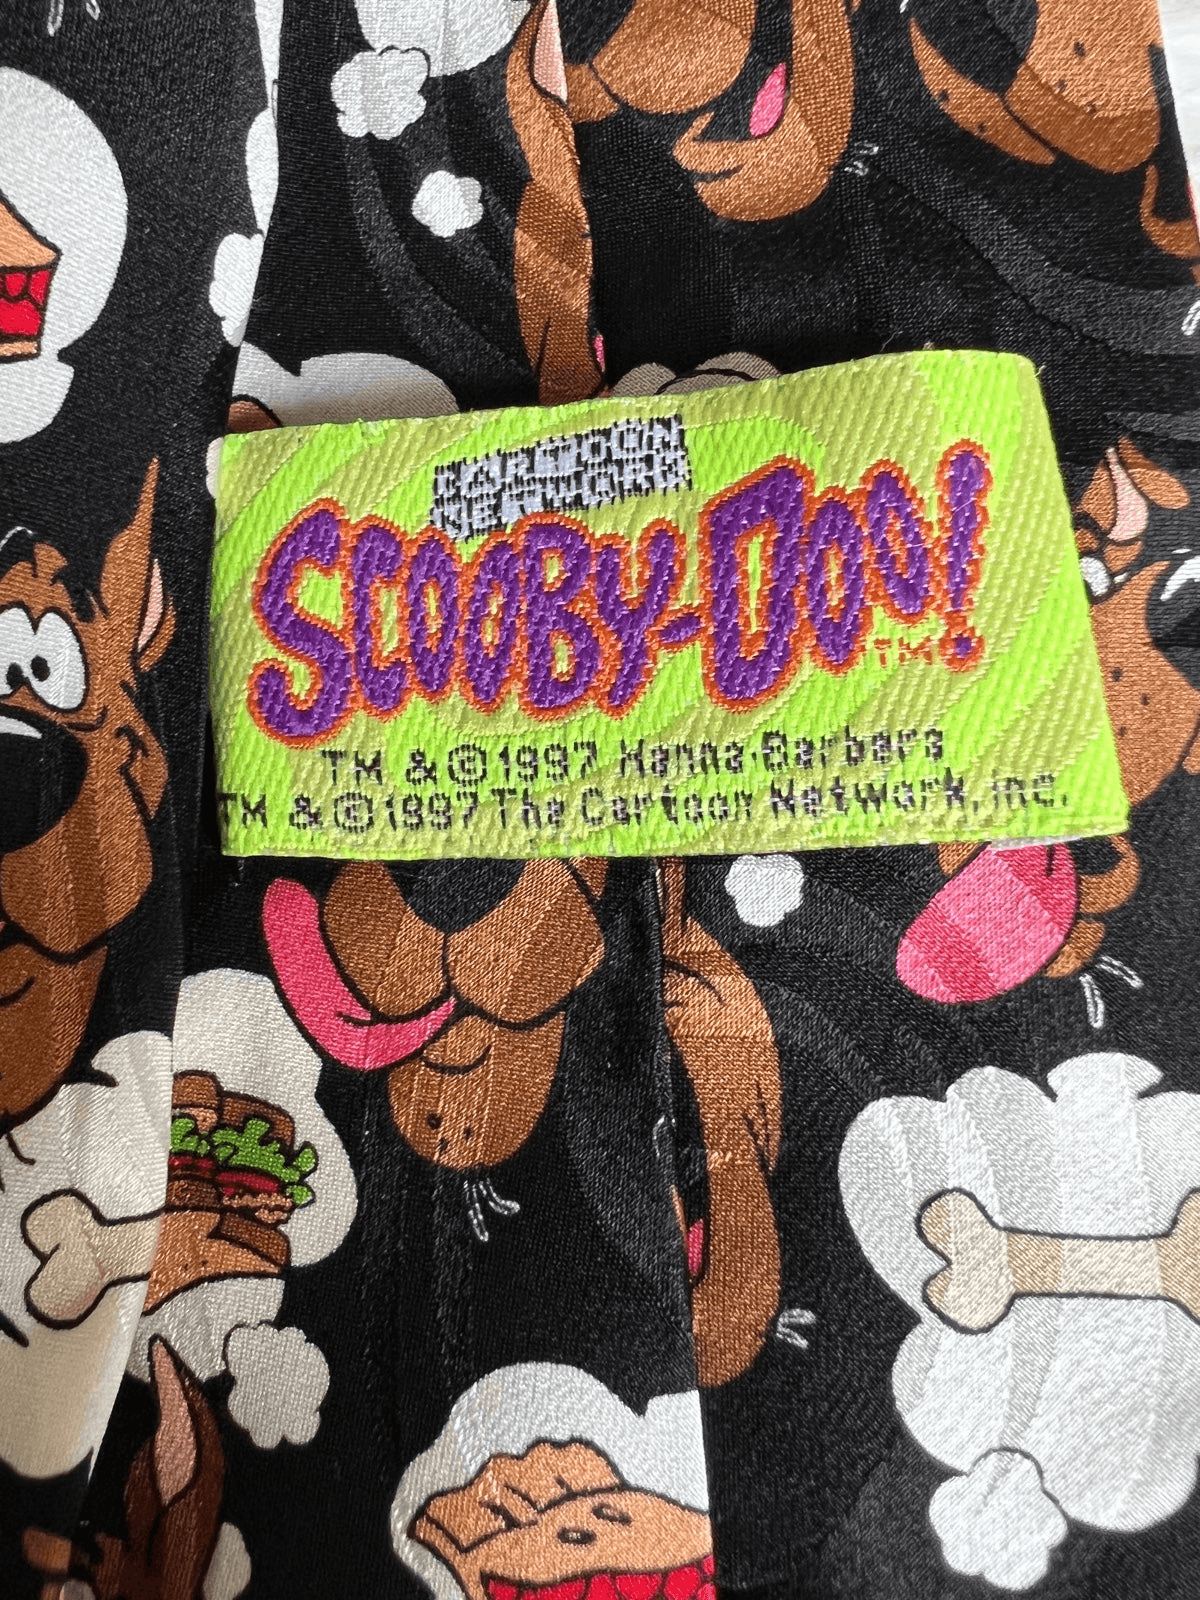 CARTOON
NETWORK
SCOOBY-DOO!
TM
TM & © 1997 Hanna-Barbera
TM & © 1997 The Cartoon Network, inc.